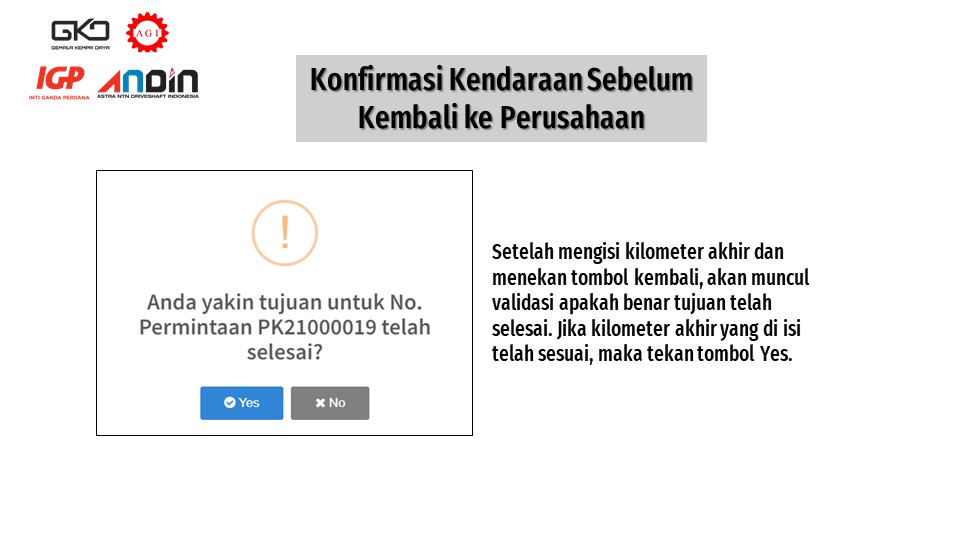 GKD
GEMALA KEMPA DAYA
AGI
IGP
INTI GANDA PERDANA
ANDIN
ASTRA NTN DRIVESHAFT INDONESIA
Konfirmasi Kendaraan Sebelum
Kembali ke Perusahaan
!
Anda yakin tujuan untuk No.
Permintaan PK21000019 telah
selesai?
Yes
No
Setelah mengisi kilometer akhir dan
menekan tombol kembali, akan muncul
validasi apakah benar tujuan telah
selesai. Jika kilometer akhir yang di isi
telah sesuai, maka tekan tombol Yes.